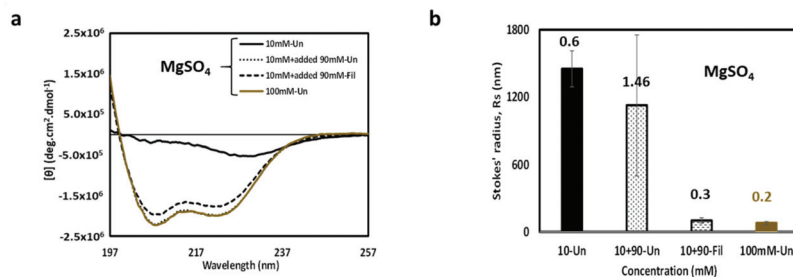 a
2.5x10⁶
1.5x10⁶
5.0x10⁵
-5.0x10⁵
-1.5x10⁶
-2.5x10⁶
[θ] (deg.cm².dmol⁻¹)
MgSO₄
10mM-Un
10mM+added 90mM-Un
10mM+added 90mM-Fil
100mM-Un
197
217
237
257
Wavelength (nm)
b
1800
1200
600
0
Stokes' radius, Rs (nm)
MgSO₄
0.6
1.46
0.3
0.2
10-Un
10+90-Un
10+90-Fil
100mM-Un
Concentration (mM)